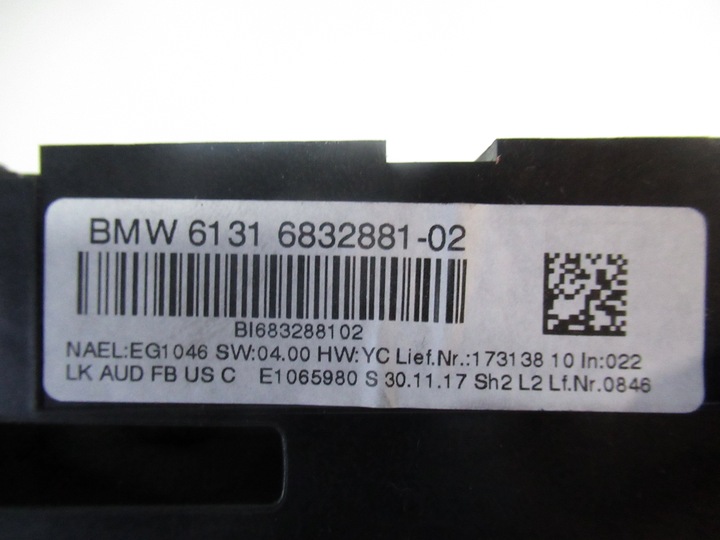 BMW 6131 6832881-02
BI683288102
NAEL:EG1046 SW:04.00 HW:YC Lief.Nr.:173138 10 In:022
LK AUD FB US C E1065980 S 30.11.17 Sh2 L2 Lf.Nr.0846